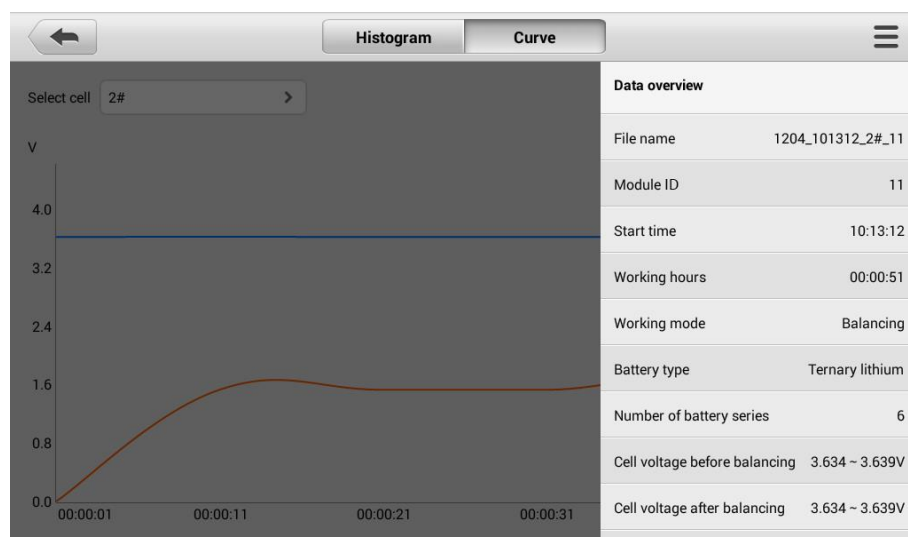 Histogram
Curve
Select cell 2#
V
4.0
3.2
2.4
1.6
0.8
0.0
00:00:01 00:00:11 00:00:21 00:00:31
Data overview
File name 1204_101312_2#_11
Module ID 11
Start time 10:13:12
Working hours 00:00:51
Working mode Balancing
Battery type Ternary lithium
Number of battery series 6
Cell voltage before balancing 3.634 ~ 3.639V
Cell voltage after balancing 3.634 ~ 3.639V